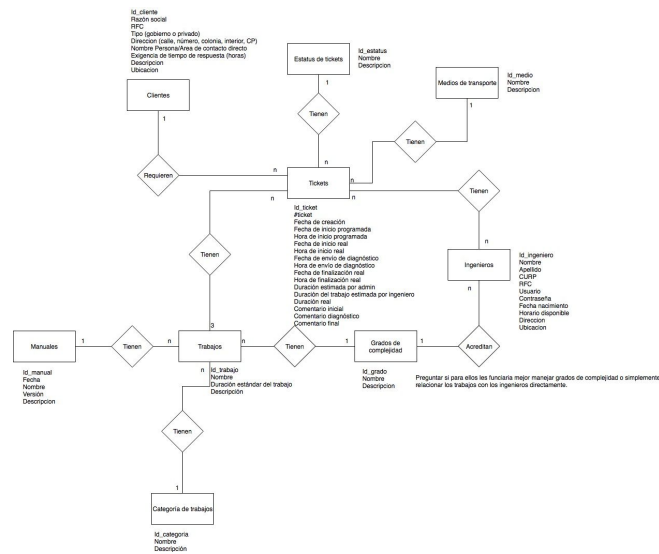 Id_cliente
Razón social
RFC
Tipo (gobierno o privado)
Direccion (calle, número, colonia, interior, CP)
Nombre Persona/Area de contacto directo
Exigencia de tiempo de respuesta (horas)
Descripcion
Ubicacion
Clientes
1
Requieren
n
Estatus de tickets
Id_estatus
Nombre
Descripcion
1
Tienen
n
Medios de transporte
Id_medio
Nombre
Descripcion
1
Tienen
n
Tickets
n
n
Id_ticket
#ticket
Fecha de creación
Fecha de inicio programada
Hora de inicio programada
Fecha de inicio real
Hora de inicio real
Fecha de envío de diagnóstico
Hora de envío de diagnóstico
Fecha de finalización real
Hora de finalización real
Duración estimada por admin
Duración del trabajo estimada por ingeniero
Duración real
Comentario inicial
Comentario diagnóstico
Comentario final
Tienen
n
Ingenieros
Id_ingeniero
Nombre
Apellido
CURP
RFC
Usuario
Contraseña
Fecha nacimiento
Horario disponible
Direccion
Ubicacion
n
Tienen
3
Manuales
1
Tienen
n
Trabajos
n
Tienen
1
Grados de complejidad
1
Acreditan
Id_manual
Fecha
Nombre
Versión
Descripcion
n
Id_trabajo
Nombre
Duración estándar del trabajo
Descripción
Id_grado
Nombre
Descripcion
Preguntar si para ellos les funciaria mejor manejar grados de complejidad o simplemente
relacionar los trabajos con los ingenieros directamente.
Tienen
1
Categoría de trabajos
Id_categoria
Nombre
Descripción